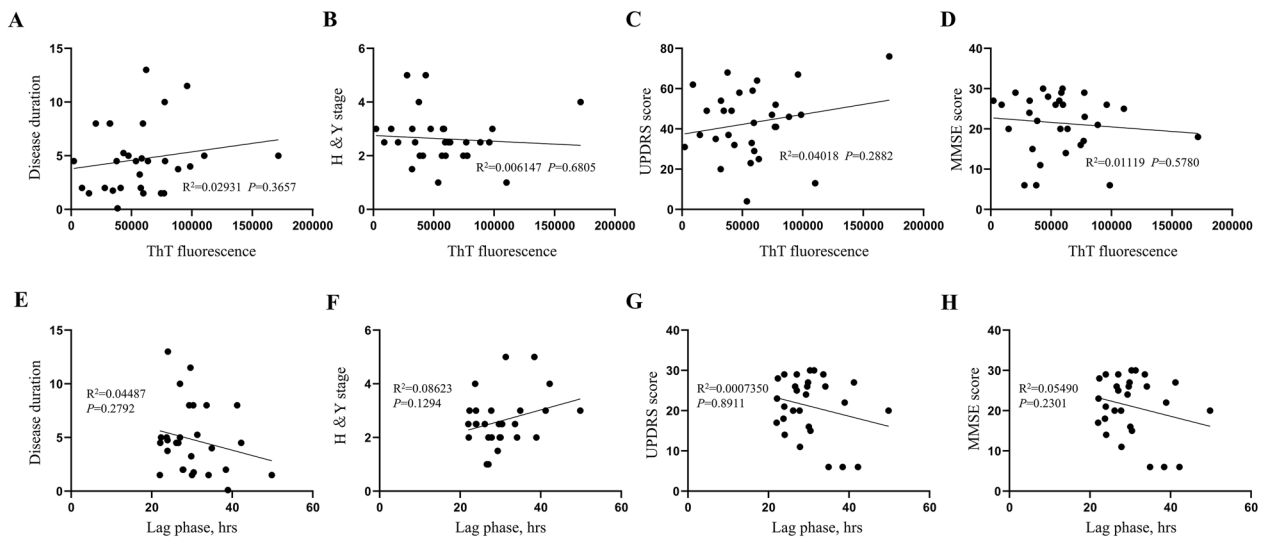 A
Disease duration
15
10
5
0
0
50000
100000
150000
200000
R²=0.02931 P=0.3657
ThT fluorescence
B
H & Y stage
6
4
2
0
0
50000
100000
150000
200000
R²=0.006147 P=0.6805
ThT fluorescence
C
UPDRS score
80
60
40
20
0
0
50000
100000
150000
200000
R²=0.04018 P=0.2882
ThT fluorescence
D
MMSE score
40
30
20
10
0
0
50000
100000
150000
200000
R²=0.01119 P=0.5780
ThT fluorescence
E
Disease duration
15
10
5
0
0
20
40
60
R²=0.04487
P=0.2792
Lag phase, hrs
F
H & Y stage
6
4
2
0
0
20
40
60
R²=0.08623
P=0.1294
Lag phase, hrs
G
UPDRS score
40
30
20
10
0
0
20
40
60
R²=0.0007350
P=0.8911
Lag phase, hrs
H
MMSE score
40
30
20
10
0
0
20
40
60
R²=0.05490
P=0.2301
Lag phase, hrs